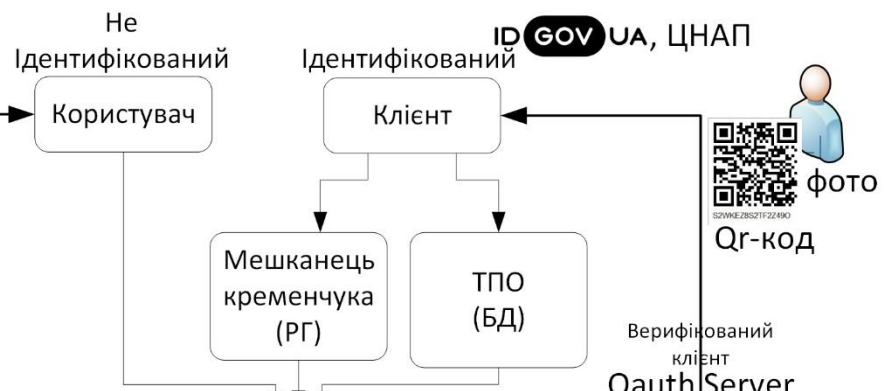 Не
Ідентифікований
Ідентифікований
ID GOV UA, ЦНАП
Користувач
Клієнт
фото
S2WKEZ8S2TF2Z49O
Qr-код
Мешканець
кременчука
(РГ)
ТПО
(БД)
Верифікований
клієнт
Oauth Server